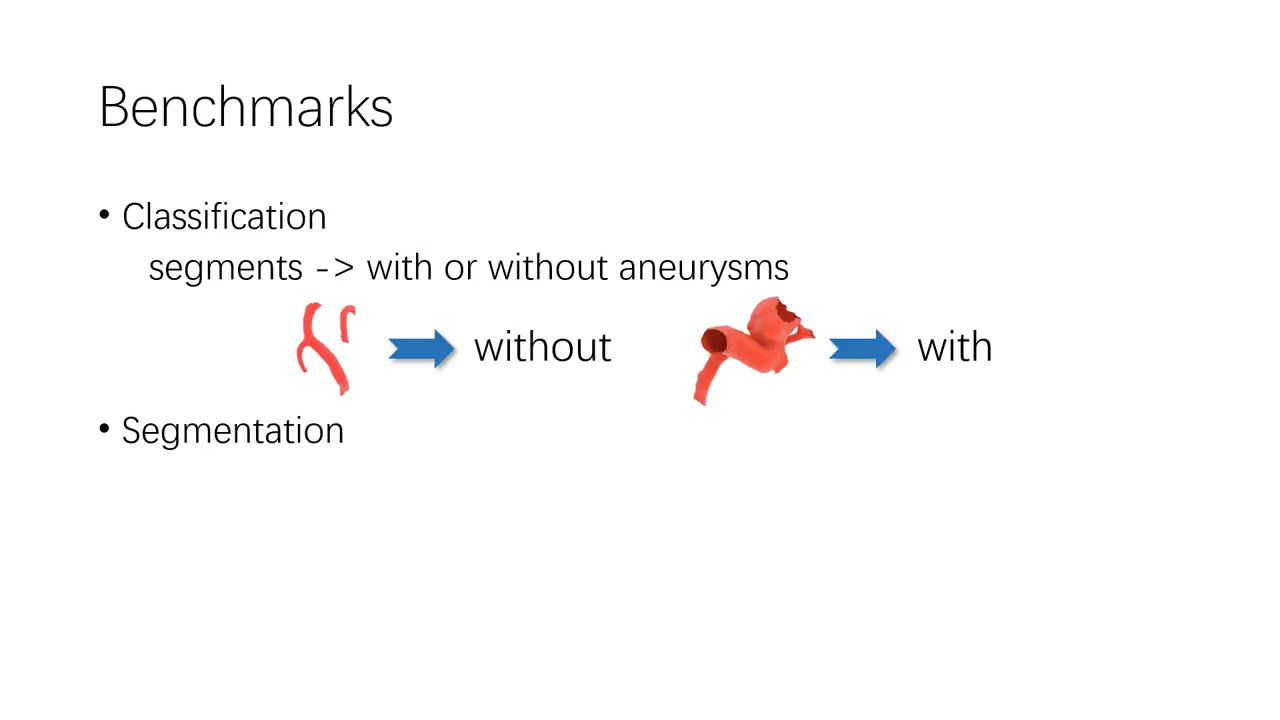 Benchmarks
• Classification
segments -> with or without aneurysms
without with
• Segmentation